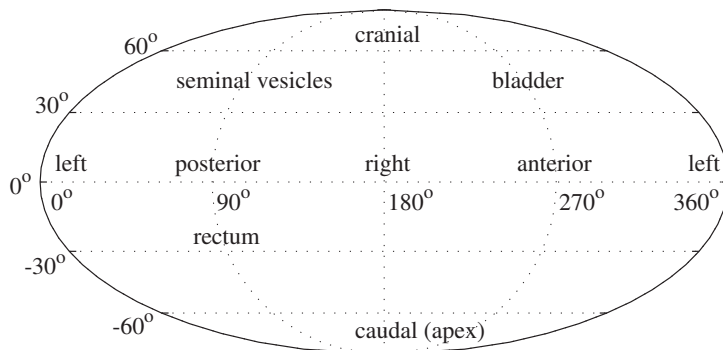 cranial
60°
seminal vesicles bladder
30°
left posterior right anterior left
0° 0° 90° 180° 270° 360°
rectum
-30°
-60°
caudal (apex)